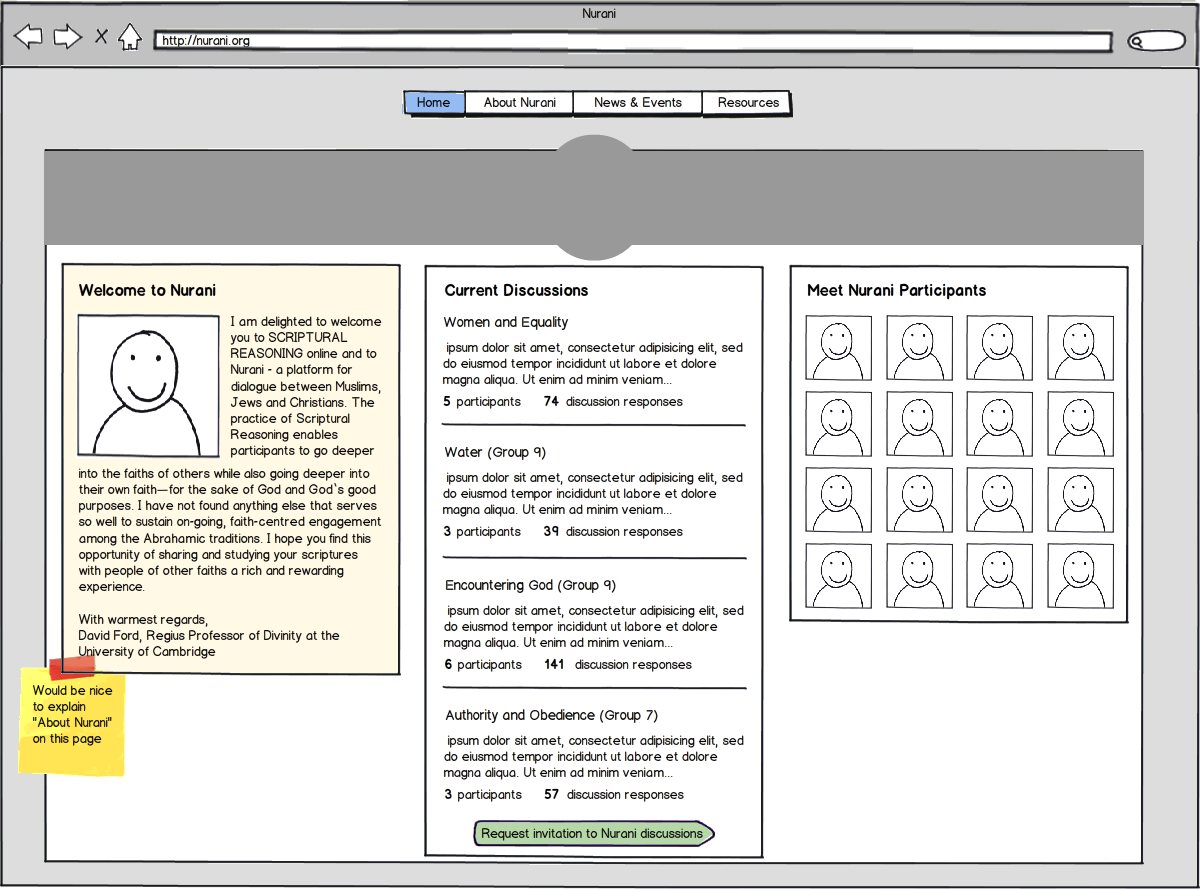 Nurani
http://nurani.org
Home About Nurani News & Events Resources
Welcome to Nurani
I am delighted to welcome
you to SCRIPTURAL
REASONING online and to
Nurani - a platform for
dialogue between Muslims,
Jews and Christians. The
practice of Scriptural
Reasoning enables
participants to go deeper
into the faiths of others while also going deeper into
their own faith—for the sake of God and God`s good
purposes. I have not found anything else that serves
so well to sustain on-going, faith-centred engagement
among the Abrahamic traditions. I hope you find this
opportunity of sharing and studying your scriptures
with people of other faiths a rich and rewarding
experience.
With warmest regards,
David Ford, Regius Professor of Divinity at the
University of Cambridge
Would be nice
to explain
"About Nurani"
on this page
Current Discussions
Women and Equality
ipsum dolor sit amet, consectetur adipisicing elit, sed
do eiusmod tempor incididunt ut labore et dolore
magna aliqua. Ut enim ad minim veniam...
5 participants 74 discussion responses
Water (Group 9)
ipsum dolor sit amet, consectetur adipisicing elit, sed
do eiusmod tempor incididunt ut labore et dolore
magna aliqua. Ut enim ad minim veniam...
3 participants 39 discussion responses
Encountering God (Group 9)
ipsum dolor sit amet, consectetur adipisicing elit, sed
do eiusmod tempor incididunt ut labore et dolore
magna aliqua. Ut enim ad minim veniam...
6 participants 141 discussion responses
Authority and Obedience (Group 7)
ipsum dolor sit amet, consectetur adipisicing elit, sed
do eiusmod tempor incididunt ut labore et dolore
magna aliqua. Ut enim ad minim veniam...
3 participants 57 discussion responses
Request invitation to Nurani discussions
Meet Nurani Participants